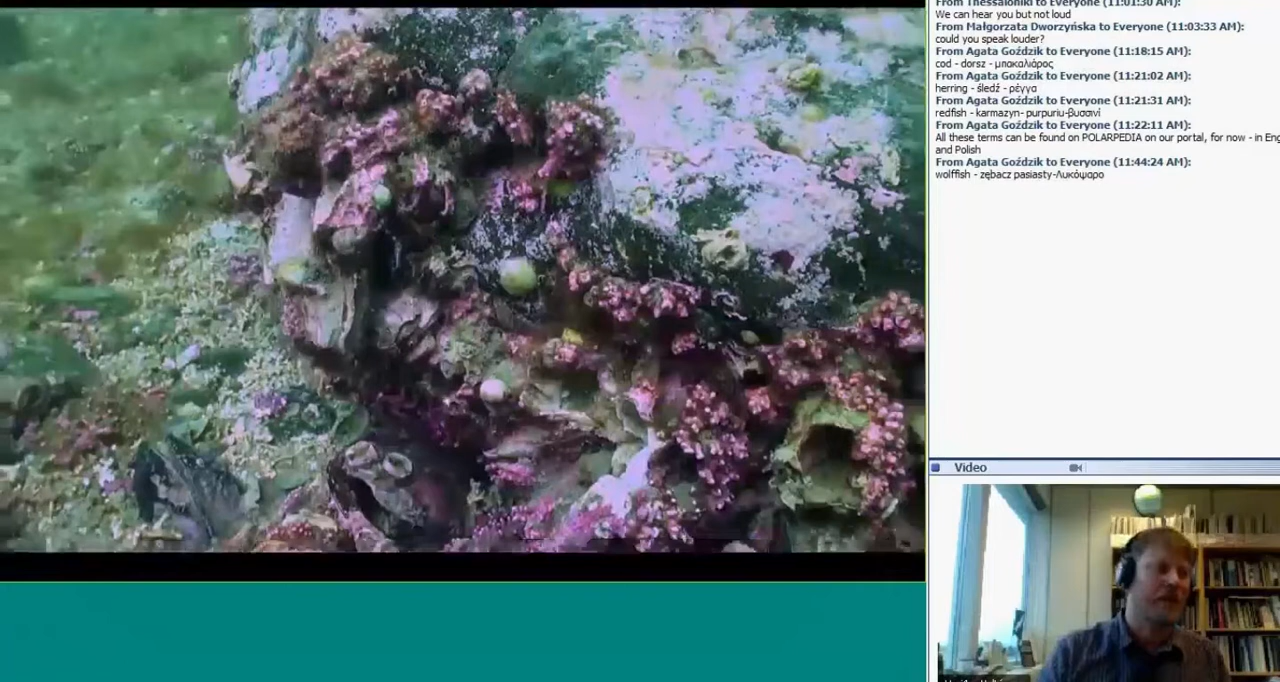 From Thessaloniki to Everyone (11:01:30 AM):
We can hear you but not loud
From Małgorzata Dworzyńska to Everyone (11:03:33 AM):
could you speak louder?
From Agata Goździk to Everyone (11:18:15 AM):
cod - dorsz - μπακαλιάρος
From Agata Goździk to Everyone (11:21:02 AM):
herring - śledź - ρέγγα
From Agata Goździk to Everyone (11:21:31 AM):
redfish - karmazyn- purpuriu-βυσσινί
From Agata Goździk to Everyone (11:22:11 AM):
All these terms can be found on POLARPEDIA on our portal, for now - in Eng
and Polish
From Agata Goździk to Everyone (11:44:24 AM):
wolffish - zębacz pasiasty-Λυκόψαρο
Video